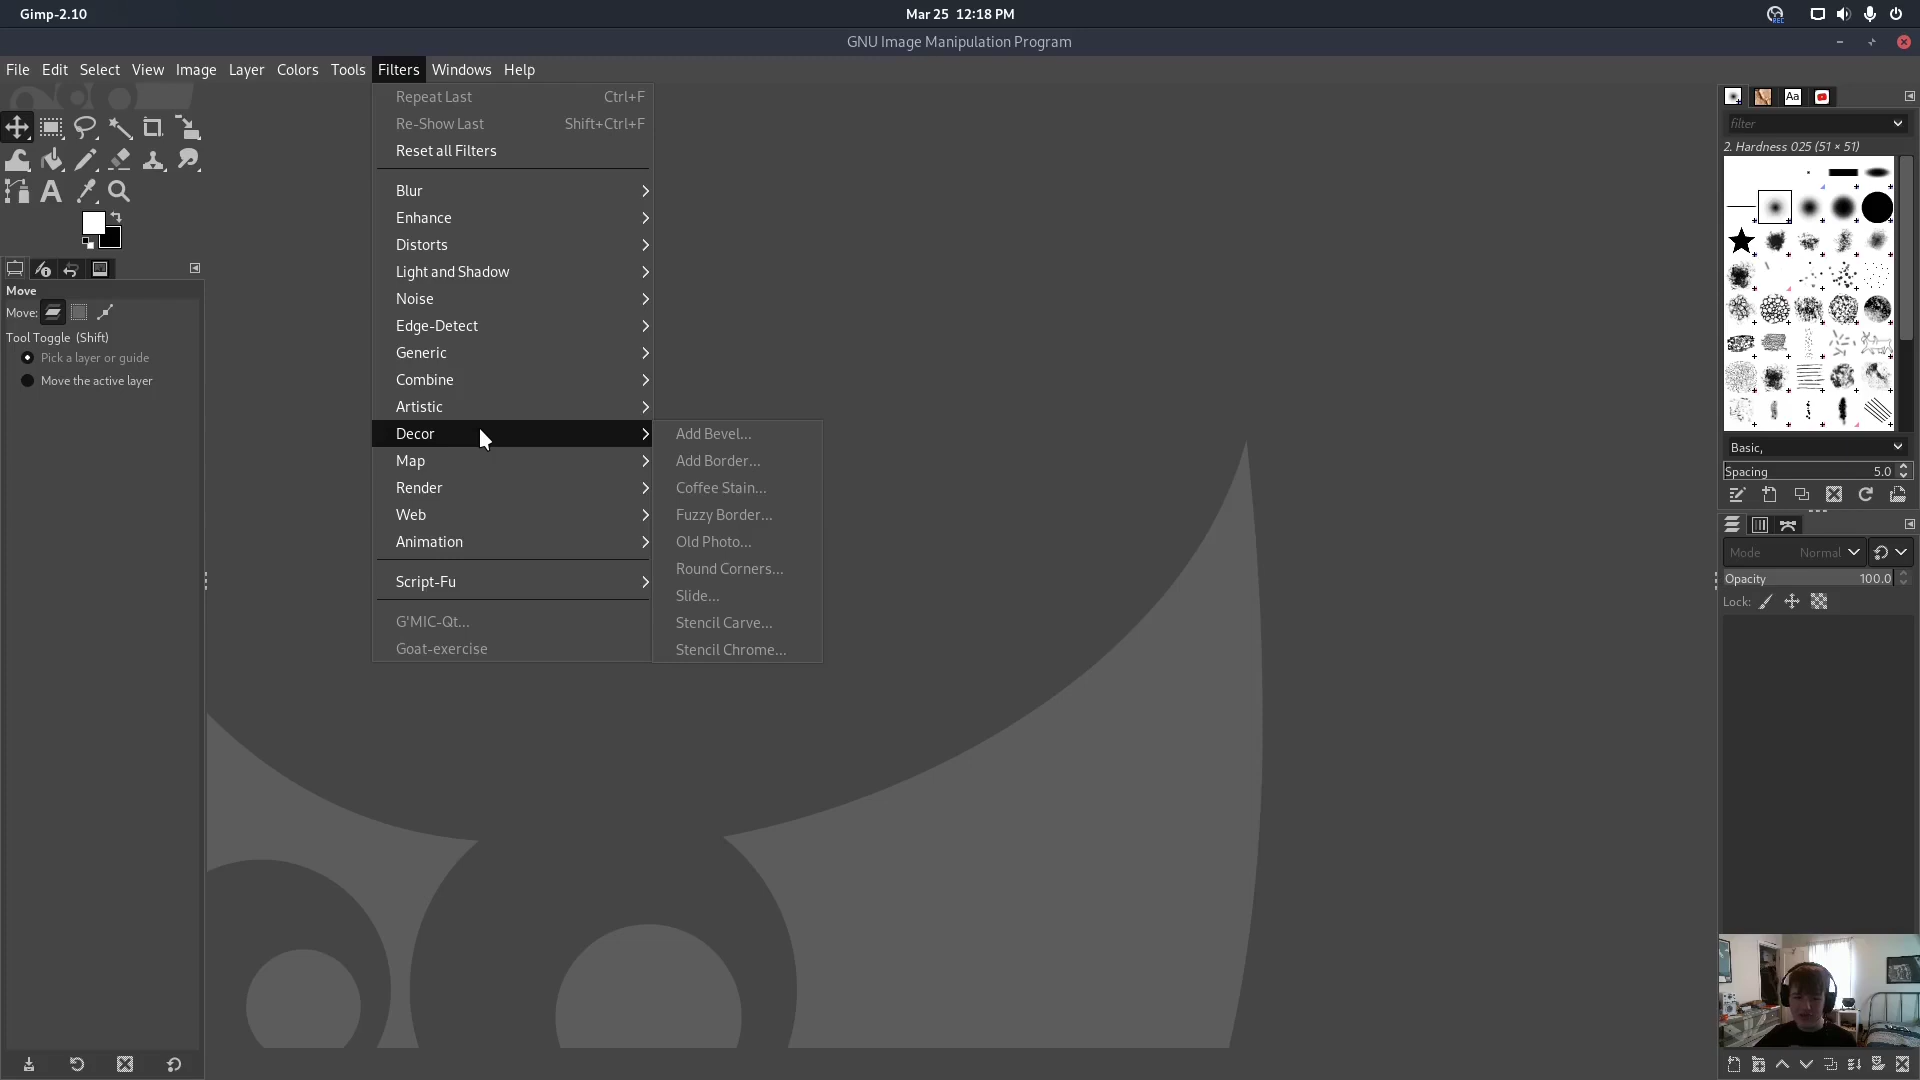 Gimp-2.10
Mar 25 12:18 PM
REC
GNU Image Manipulation Program
File Edit Select View Image Layer Colors Tools Filters Windows Help
Repeat Last Ctrl+F
Re-Show Last Shift+Ctrl+F
Reset all Filters
Blur
Enhance
Distorts
Light and Shadow
Noise
Edge-Detect
Generic
Combine
Artistic
Decor
Map
Render
Web
Animation
Script-Fu
G'MIC-Qt...
Goat-exercise
Add Bevel...
Add Border...
Coffee Stain...
Fuzzy Border...
Old Photo...
Round Corners...
Slide...
Stencil Carve...
Stencil Chrome...
Move
Move:
Tool Toggle (Shift)
Pick a layer or guide
Move the active layer
Aa
filter
2. Hardness 025 (51 × 51)
Basic,
Spacing 5.0
Mode Normal
Opacity 100.0
Lock: